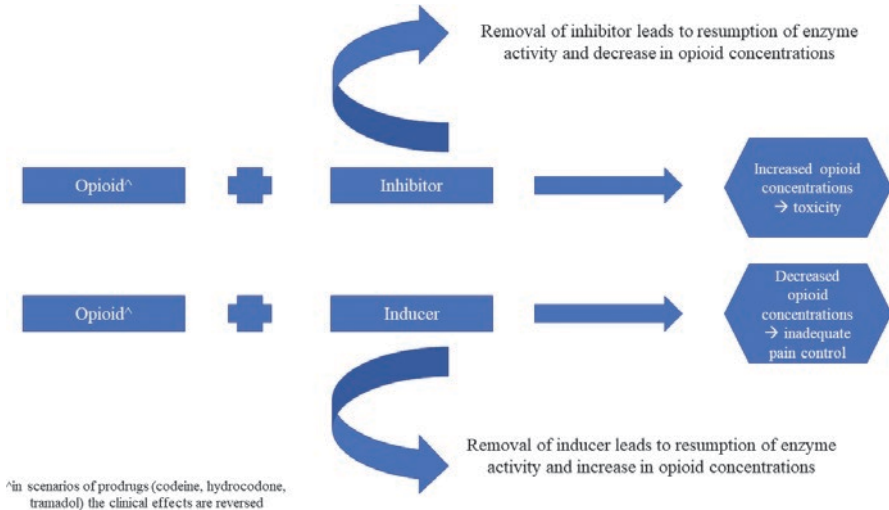 Removal of inhibitor leads to resumption of enzyme
activity and decrease in opioid concentrations
Opioid^
Inhibitor
Increased opioid
concentrations
→ toxicity
Opioid^
Inducer
Decreased
opioid
concentrations
→ inadequate
pain control
Removal of inducer leads to resumption of enzyme
activity and increase in opioid concentrations
^in scenarios of prodrugs (codeine, hydrocodone,
tramadol) the clinical effects are reversed